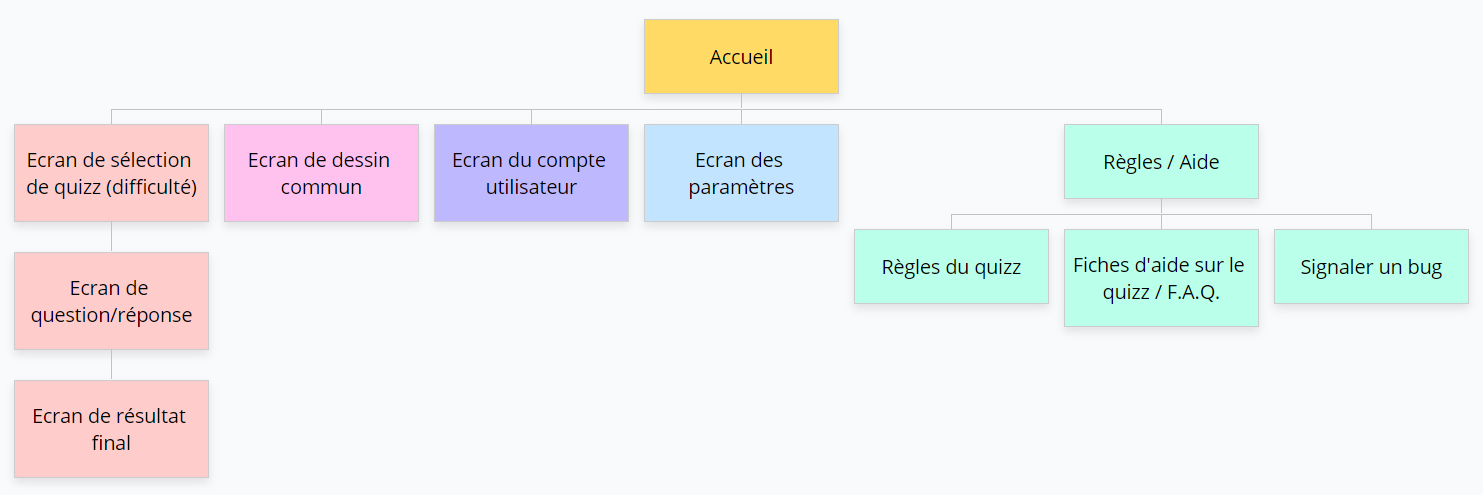 Accueil
Ecran de sélection
de quizz (difficulté)
Ecran de dessin
commun
Ecran du compte
utilisateur
Ecran des
paramètres
Règles / Aide
Règles du quizz
Fiches d'aide sur le
quizz / F.A.Q.
Signaler un bug
Ecran de
question/réponse
Ecran de résultat
final